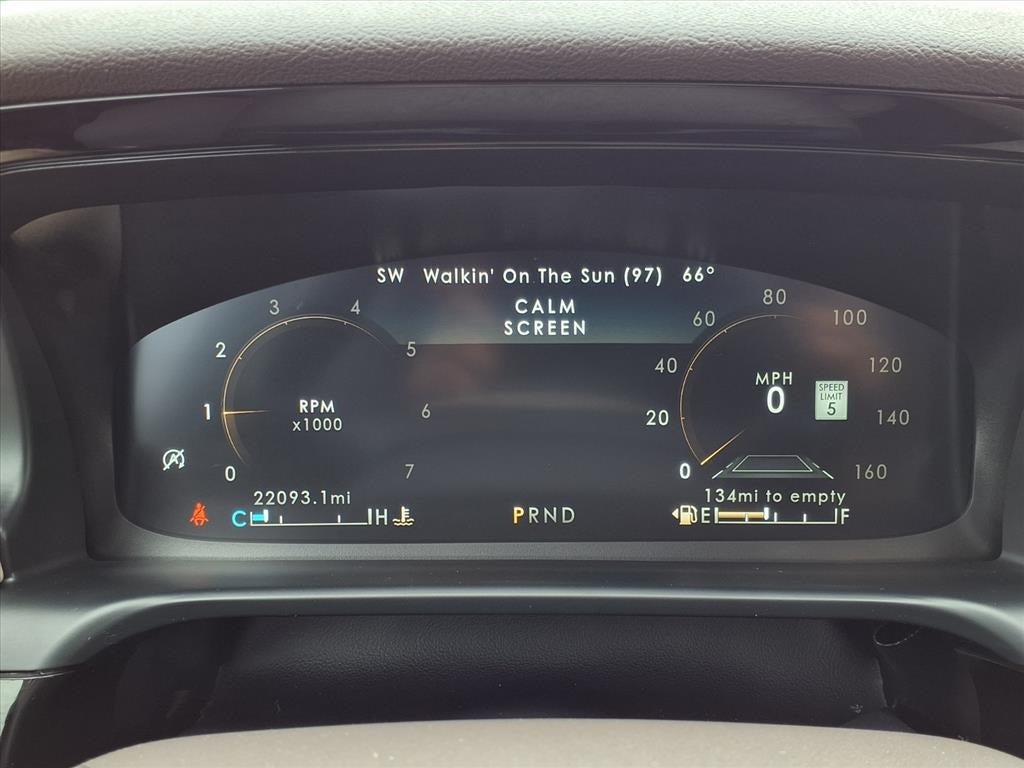 SW Walkin' On The Sun (97) 66°
CALM
SCREEN
0 1 2 3 4 5 6 7
RPM
x1000
0 20 40 60 80 100 120 140 160
MPH
0
SPEED
LIMIT
5
A
22093.1mi
C H
PRND
134mi to empty
E F